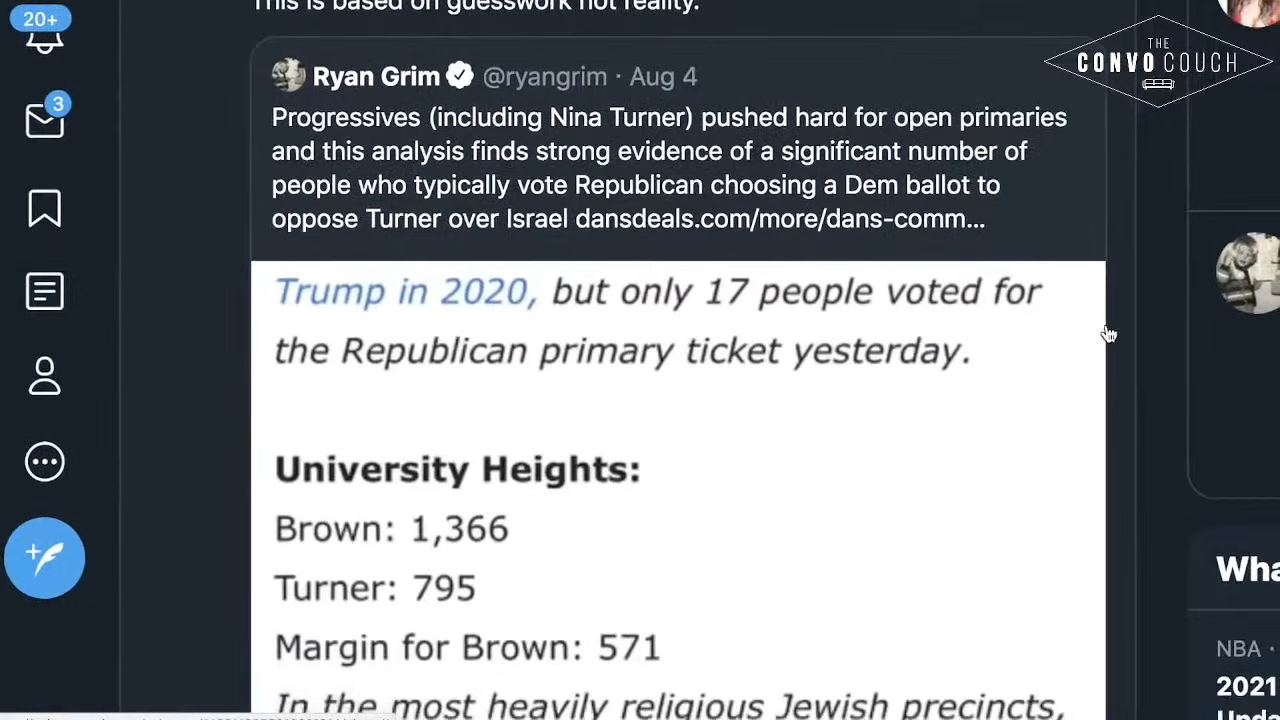 20+
This is based on guesswork not reality.
THE
CONVO COUCH
3
Ryan Grim @ryangrim · Aug 4
Progressives (including Nina Turner) pushed hard for open primaries
and this analysis finds strong evidence of a significant number of
people who typically vote Republican choosing a Dem ballot to
oppose Turner over Israel dansdeals.com/more/dans-comm...
Trump in 2020, but only 17 people voted for
the Republican primary ticket yesterday.
University Heights:
Brown: 1,366
Turner: 795
Margin for Brown: 571
In the most heavily religious Jewish precincts,
Wha
NBA ·
2021